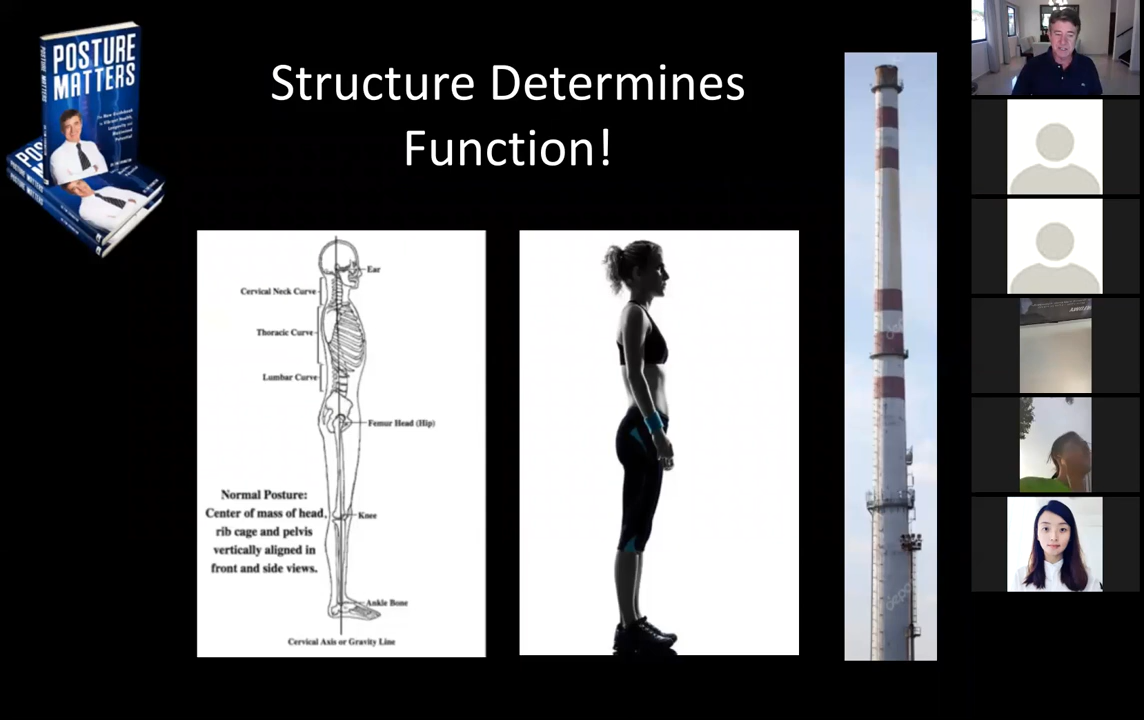 POSTURE
MATTERS
POSTURE MATTERS
Structure Determines
Function!
Ear
Cervical Neck Curve
Thoracic Curve
Lumbar Curve
Femur Head (Hip)
Normal Posture:
Center of mass of head,
rib cage and pelvis
vertically aligned in
front and side views.
Knee
Ankle Bone
Cervical Axis or Gravity Line